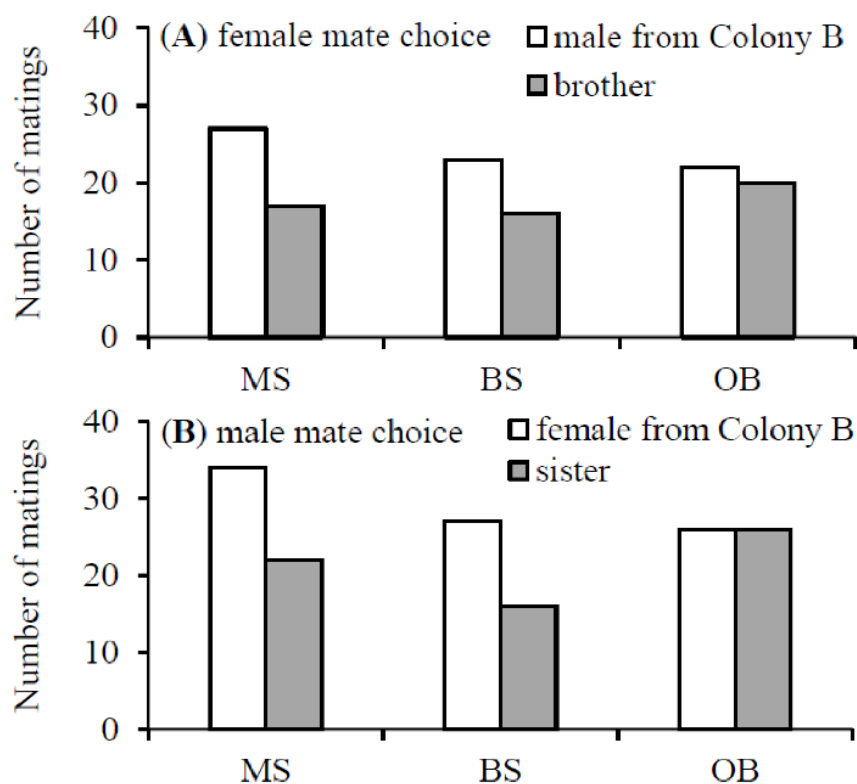 (A) female mate choice
male from Colony B
brother
Number of matings
40
30
20
10
0
MS BS OB
(B) male mate choice
female from Colony B
sister
Number of matings
40
30
20
10
0
MS BS OB